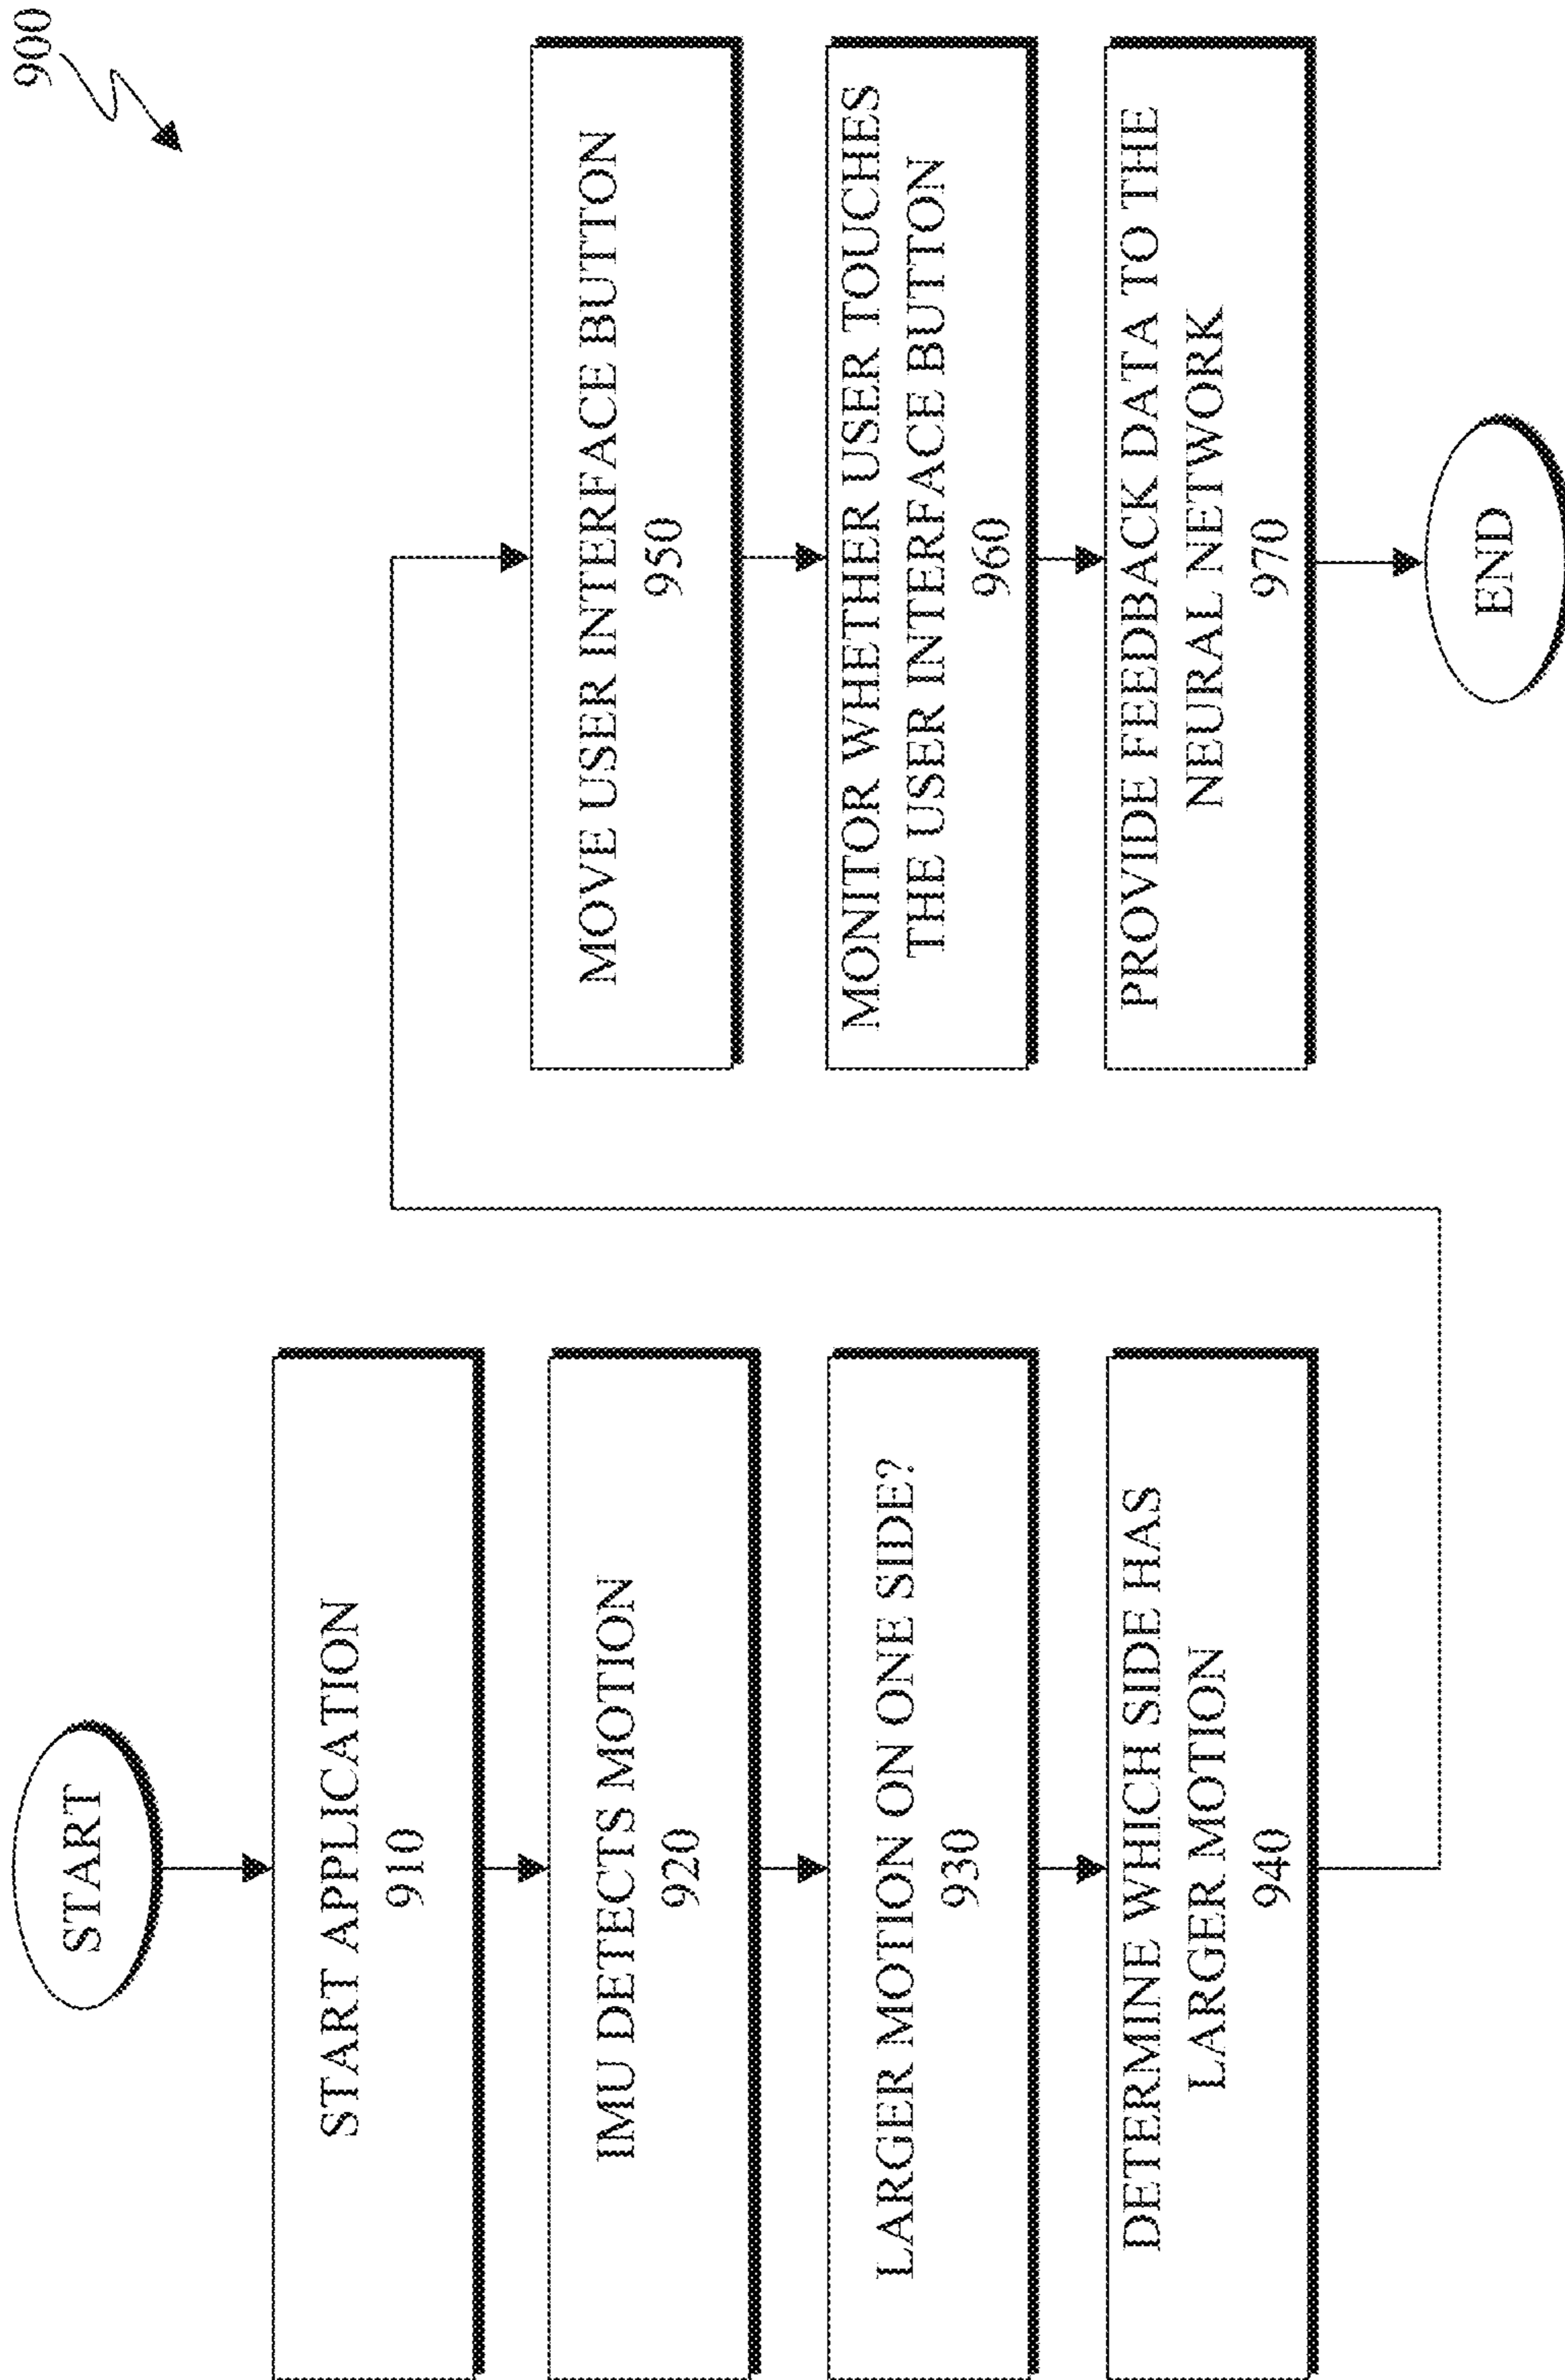 900
START
START APPLICATION
910
IMU DETECTS MOTION
920
LARGER MOTION ON ONE SIDE?
930
DETERMINE WHICH SIDE HAS
LARGER MOTION
940
MOVE USER INTERFACE BUTTON
950
MONITOR WHETHER USER TOUCHES
THE USER INTERFACE BUTTON
960
PROVIDE FEEDBACK DATA TO THE
NEURAL NETWORK
970
END